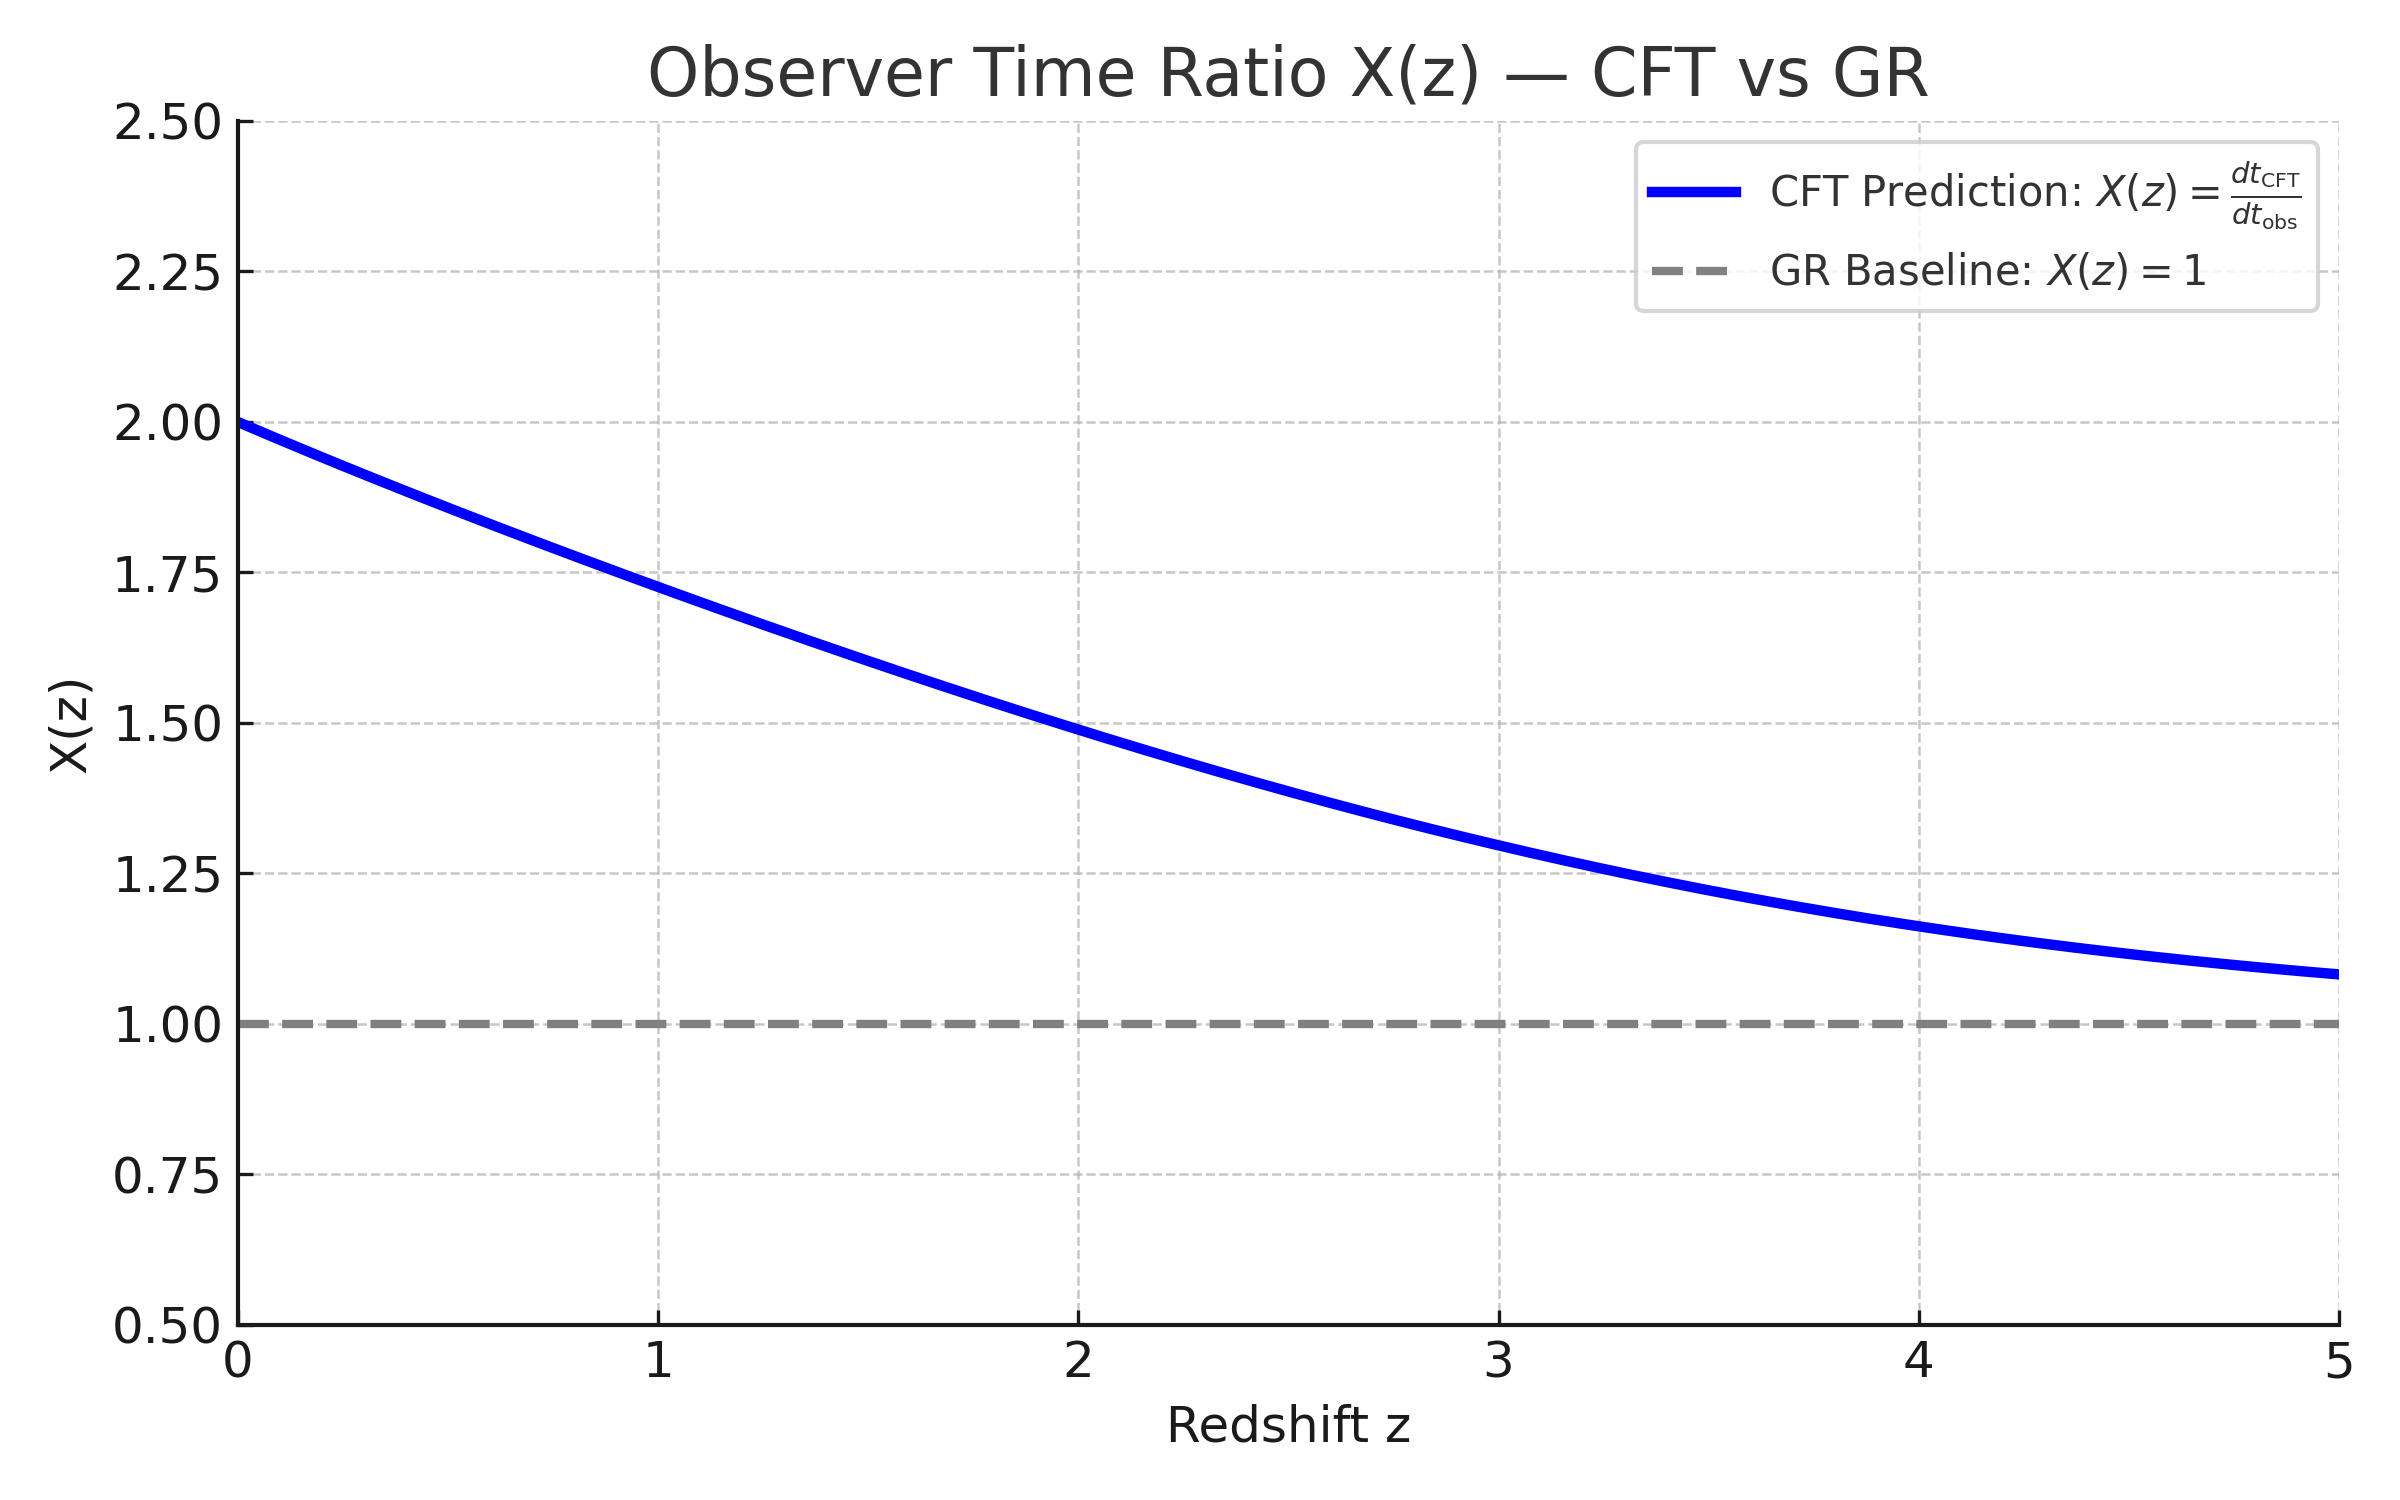 Observer Time Ratio X(z) — CFT vs GR
2.50
2.25
2.00
1.75
1.50
1.25
1.00
0.75
0.50
X(z)
CFT Prediction: X(z) = dt_CFT / dt_obs
GR Baseline: X(z) = 1
0 1 2 3 4 5
Redshift z